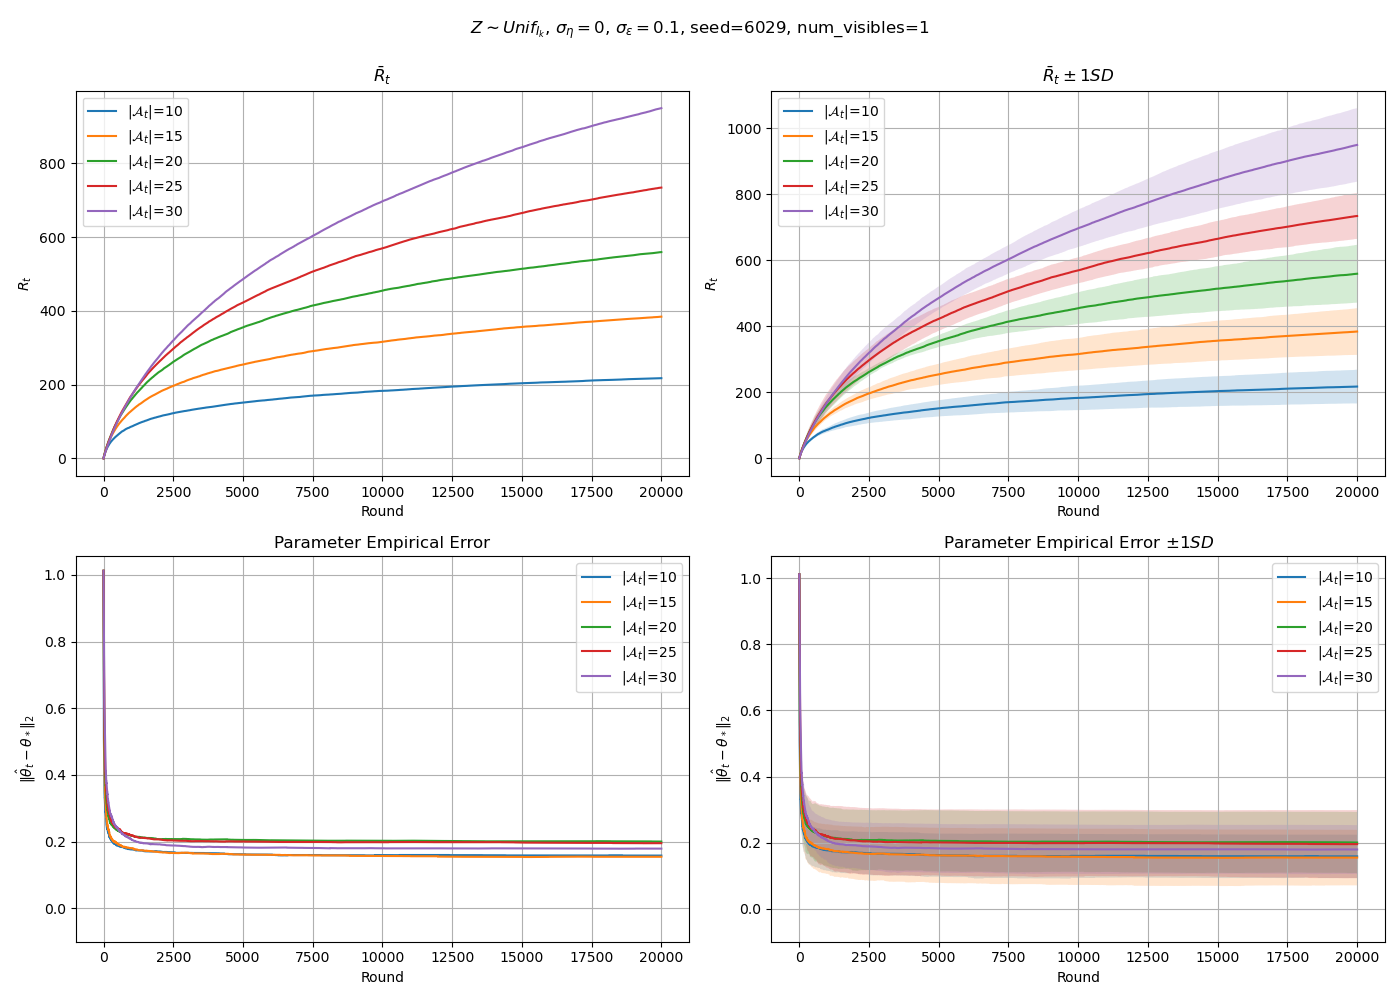 Z ∼ Unif_{I_k}, σ_η = 0, σ_ε = 0.1, seed=6029, num_visibles=1
R̄_t
|𝒜_t|=10
|𝒜_t|=15
|𝒜_t|=20
|𝒜_t|=25
|𝒜_t|=30
800
600
400
200
0
R_t
0 2500 5000 7500 10000 12500 15000 17500 20000
Round
R̄_t ± 1SD
|𝒜_t|=10
|𝒜_t|=15
|𝒜_t|=20
|𝒜_t|=25
|𝒜_t|=30
1000
800
600
400
200
0
R_t
0 2500 5000 7500 10000 12500 15000 17500 20000
Round
Parameter Empirical Error
|𝒜_t|=10
|𝒜_t|=15
|𝒜_t|=20
|𝒜_t|=25
|𝒜_t|=30
1.0
0.8
0.6
0.4
0.2
0.0
‖θ̂_t − θ_*‖₂
0 2500 5000 7500 10000 12500 15000 17500 20000
Round
Parameter Empirical Error ±1SD
|𝒜_t|=10
|𝒜_t|=15
|𝒜_t|=20
|𝒜_t|=25
|𝒜_t|=30
1.0
0.8
0.6
0.4
0.2
0.0
‖θ̂_t − θ_*‖₂
0 2500 5000 7500 10000 12500 15000 17500 20000
Round